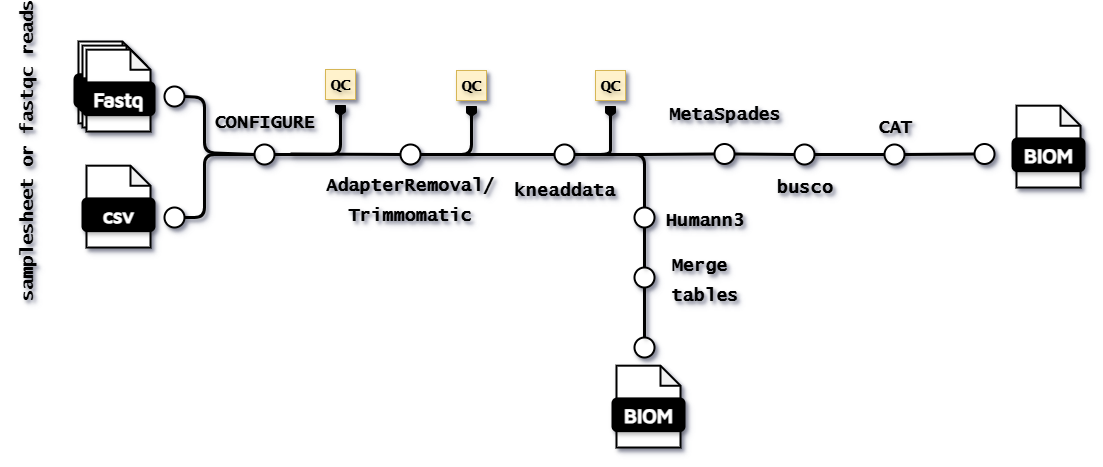 samplesheet or fastqc reads
Fastq
csv
CONFIGURE
QC
QC
QC
AdapterRemoval/
Trimmomatic
kneaddata
MetaSpades
busco
CAT
BIOM
Humann3
Merge
tables
BIOM